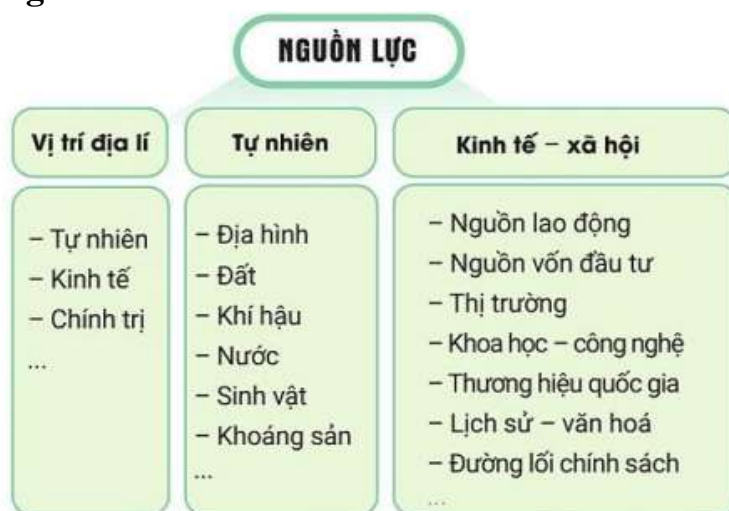 NGUỒN LỰC
Vị trí địa lí
– Tự nhiên
– Kinh tế
– Chính trị
...
Tự nhiên
– Địa hình
– Đất
– Khí hậu
– Nước
– Sinh vật
– Khoáng sản
...
Kinh tế – xã hội
– Nguồn lao động
– Nguồn vốn đầu tư
– Thị trường
– Khoa học – công nghệ
– Thương hiệu quốc gia
– Lịch sử – văn hoá
– Đường lối chính sách
...